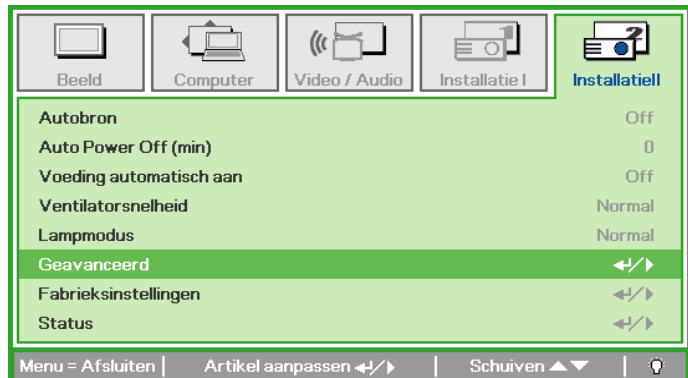 Beeld Computer Video / Audio Installatie I InstallatieII
Autobron Off
Auto Power Off (min) 0
Voeding automatisch aan Off
Ventilatorsnelheid Normal
Lampmodus Normal
Geavanceerd
Fabrieksinstellingen
Status
Menu = Afsluiten | Artikel aanpassen ↵/▶ | Schuiven ▲▼ |